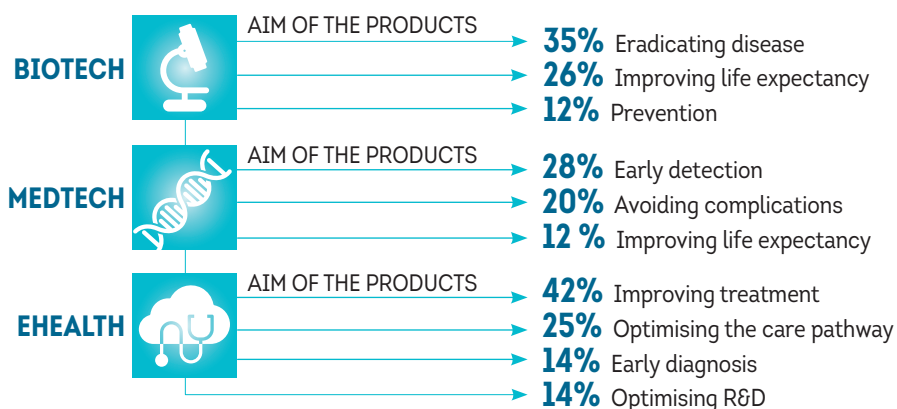 BIOTECH
AIM OF THE PRODUCTS
35% Eradicating disease
26% Improving life expectancy
12% Prevention
MEDTECH
AIM OF THE PRODUCTS
28% Early detection
20% Avoiding complications
12 % Improving life expectancy
EHEALTH
AIM OF THE PRODUCTS
42% Improving treatment
25% Optimising the care pathway
14% Early diagnosis
14% Optimising R&D